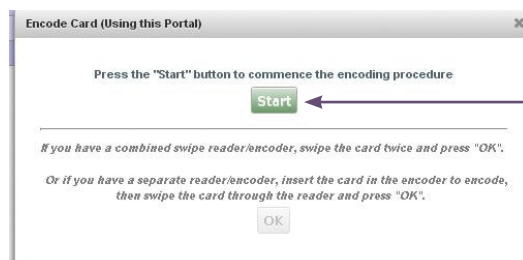 Encode Card (Using this Portal)
Press the "Start" button to commence the encoding procedure
Start
If you have a combined swipe reader/encoder, swipe the card twice and press "OK".
Or if you have a separate reader/encoder, insert the card in the encoder to encode,
then swipe the card through the reader and press "OK".
OK